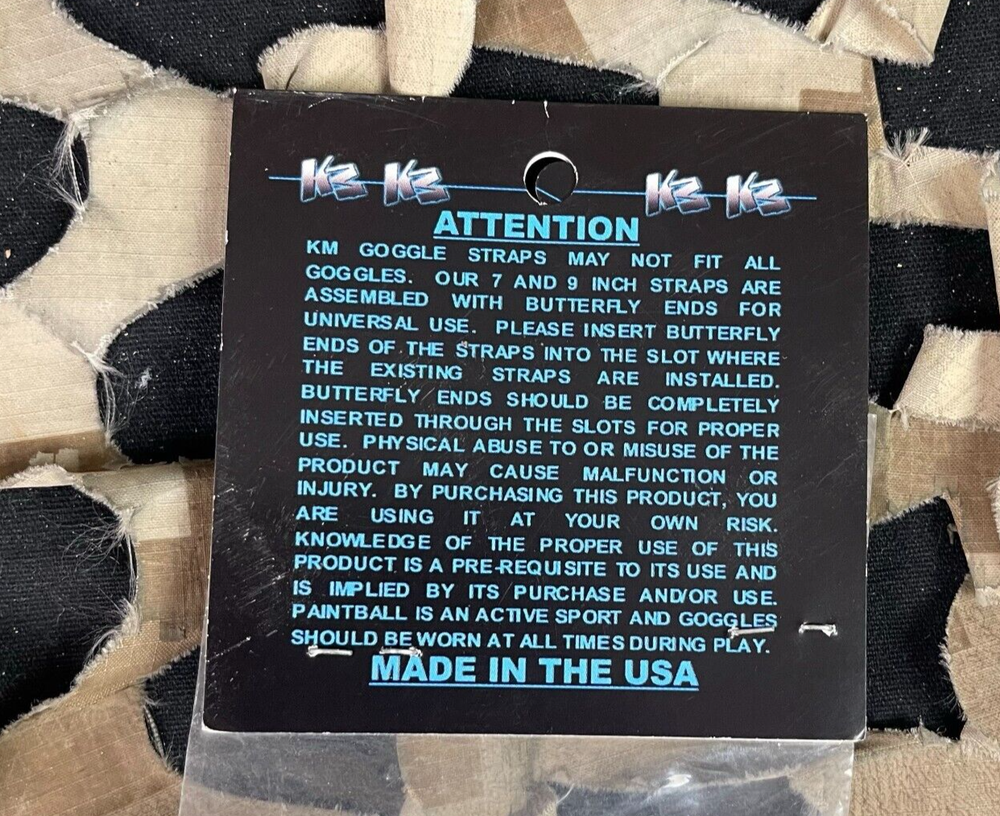 K3 K3 K3 K3
ATTENTION
KM GOGGLE STRAPS MAY NOT FIT ALL
GOGGLES. OUR 7 AND 9 INCH STRAPS ARE
ASSEMBLED WITH BUTTERFLY ENDS FOR
UNIVERSAL USE. PLEASE INSERT BUTTERFLY
ENDS OF THE STRAPS INTO THE SLOT WHERE
THE EXISTING STRAPS ARE INSTALLED.
BUTTERFLY ENDS SHOULD BE COMPLETELY
INSERTED THROUGH THE SLOTS FOR PROPER
USE. PHYSICAL ABUSE TO OR MISUSE OF THE
PRODUCT MAY CAUSE MALFUNCTION OR
INJURY. BY PURCHASING THIS PRODUCT, YOU
ARE USING IT AT YOUR OWN RISK.
KNOWLEDGE OF THE PROPER USE OF THIS
PRODUCT IS A PRE-REQUISITE TO ITS USE AND
IS IMPLIED BY ITS PURCHASE AND/OR USE.
PAINTBALL IS AN ACTIVE SPORT AND GOGGLES
SHOULD BE WORN AT ALL TIMES DURING PLAY.
MADE IN THE USA